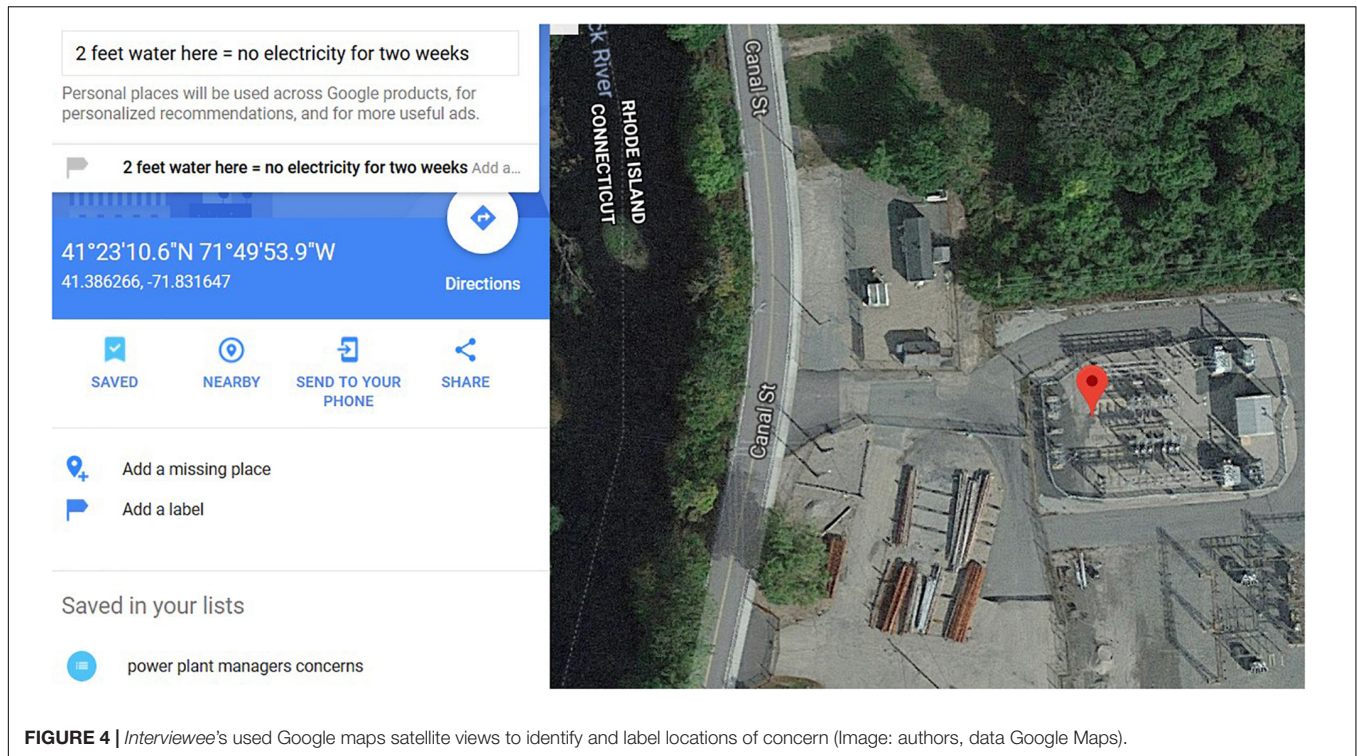 2 feet water here = no electricity for two weeks
Personal places will be used across Google products, for
personalized recommendations, and for more useful ads.
2 feet water here = no electricity for two weeks Add a...
41°23'10.6"N 71°49'53.9"W
41.386266, -71.831647
Directions
SAVED
NEARBY
SEND TO YOUR
PHONE
SHARE
Add a missing place
Add a label
Saved in your lists
power plant managers concerns
ck River
RHODE ISLAND
CONNECTICUT
Canal St
Canal St
FIGURE 4 | Interviewee's used Google maps satellite views to identify and label locations of concern (Image: authors, data Google Maps).